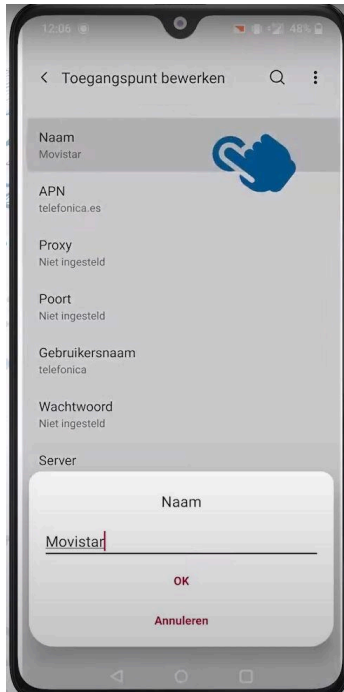 12:06
48%
Toegangspunt bewerken
Naam
Movistar
APN
telefonica.es
Proxy
Niet ingesteld
Poort
Niet ingesteld
Gebruikersnaam
telefonica
Wachtwoord
Niet ingesteld
Server
Naam
Movistar
OK
Annuleren